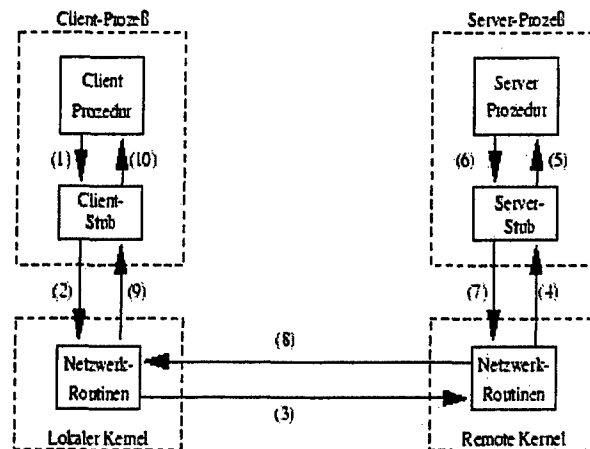 Client-Prozeß
Server-Prozeß
Client
Prozedur
Server
Prozedur
(1)
(10)
(6)
(5)
Client-
Stub
Server-
Stub
(2)
(9)
(7)
(4)
(8)
Netzwerk-
Routinen
Netzwerk-
Routinen
(3)
Lokaler Kernel
Remote Kernel